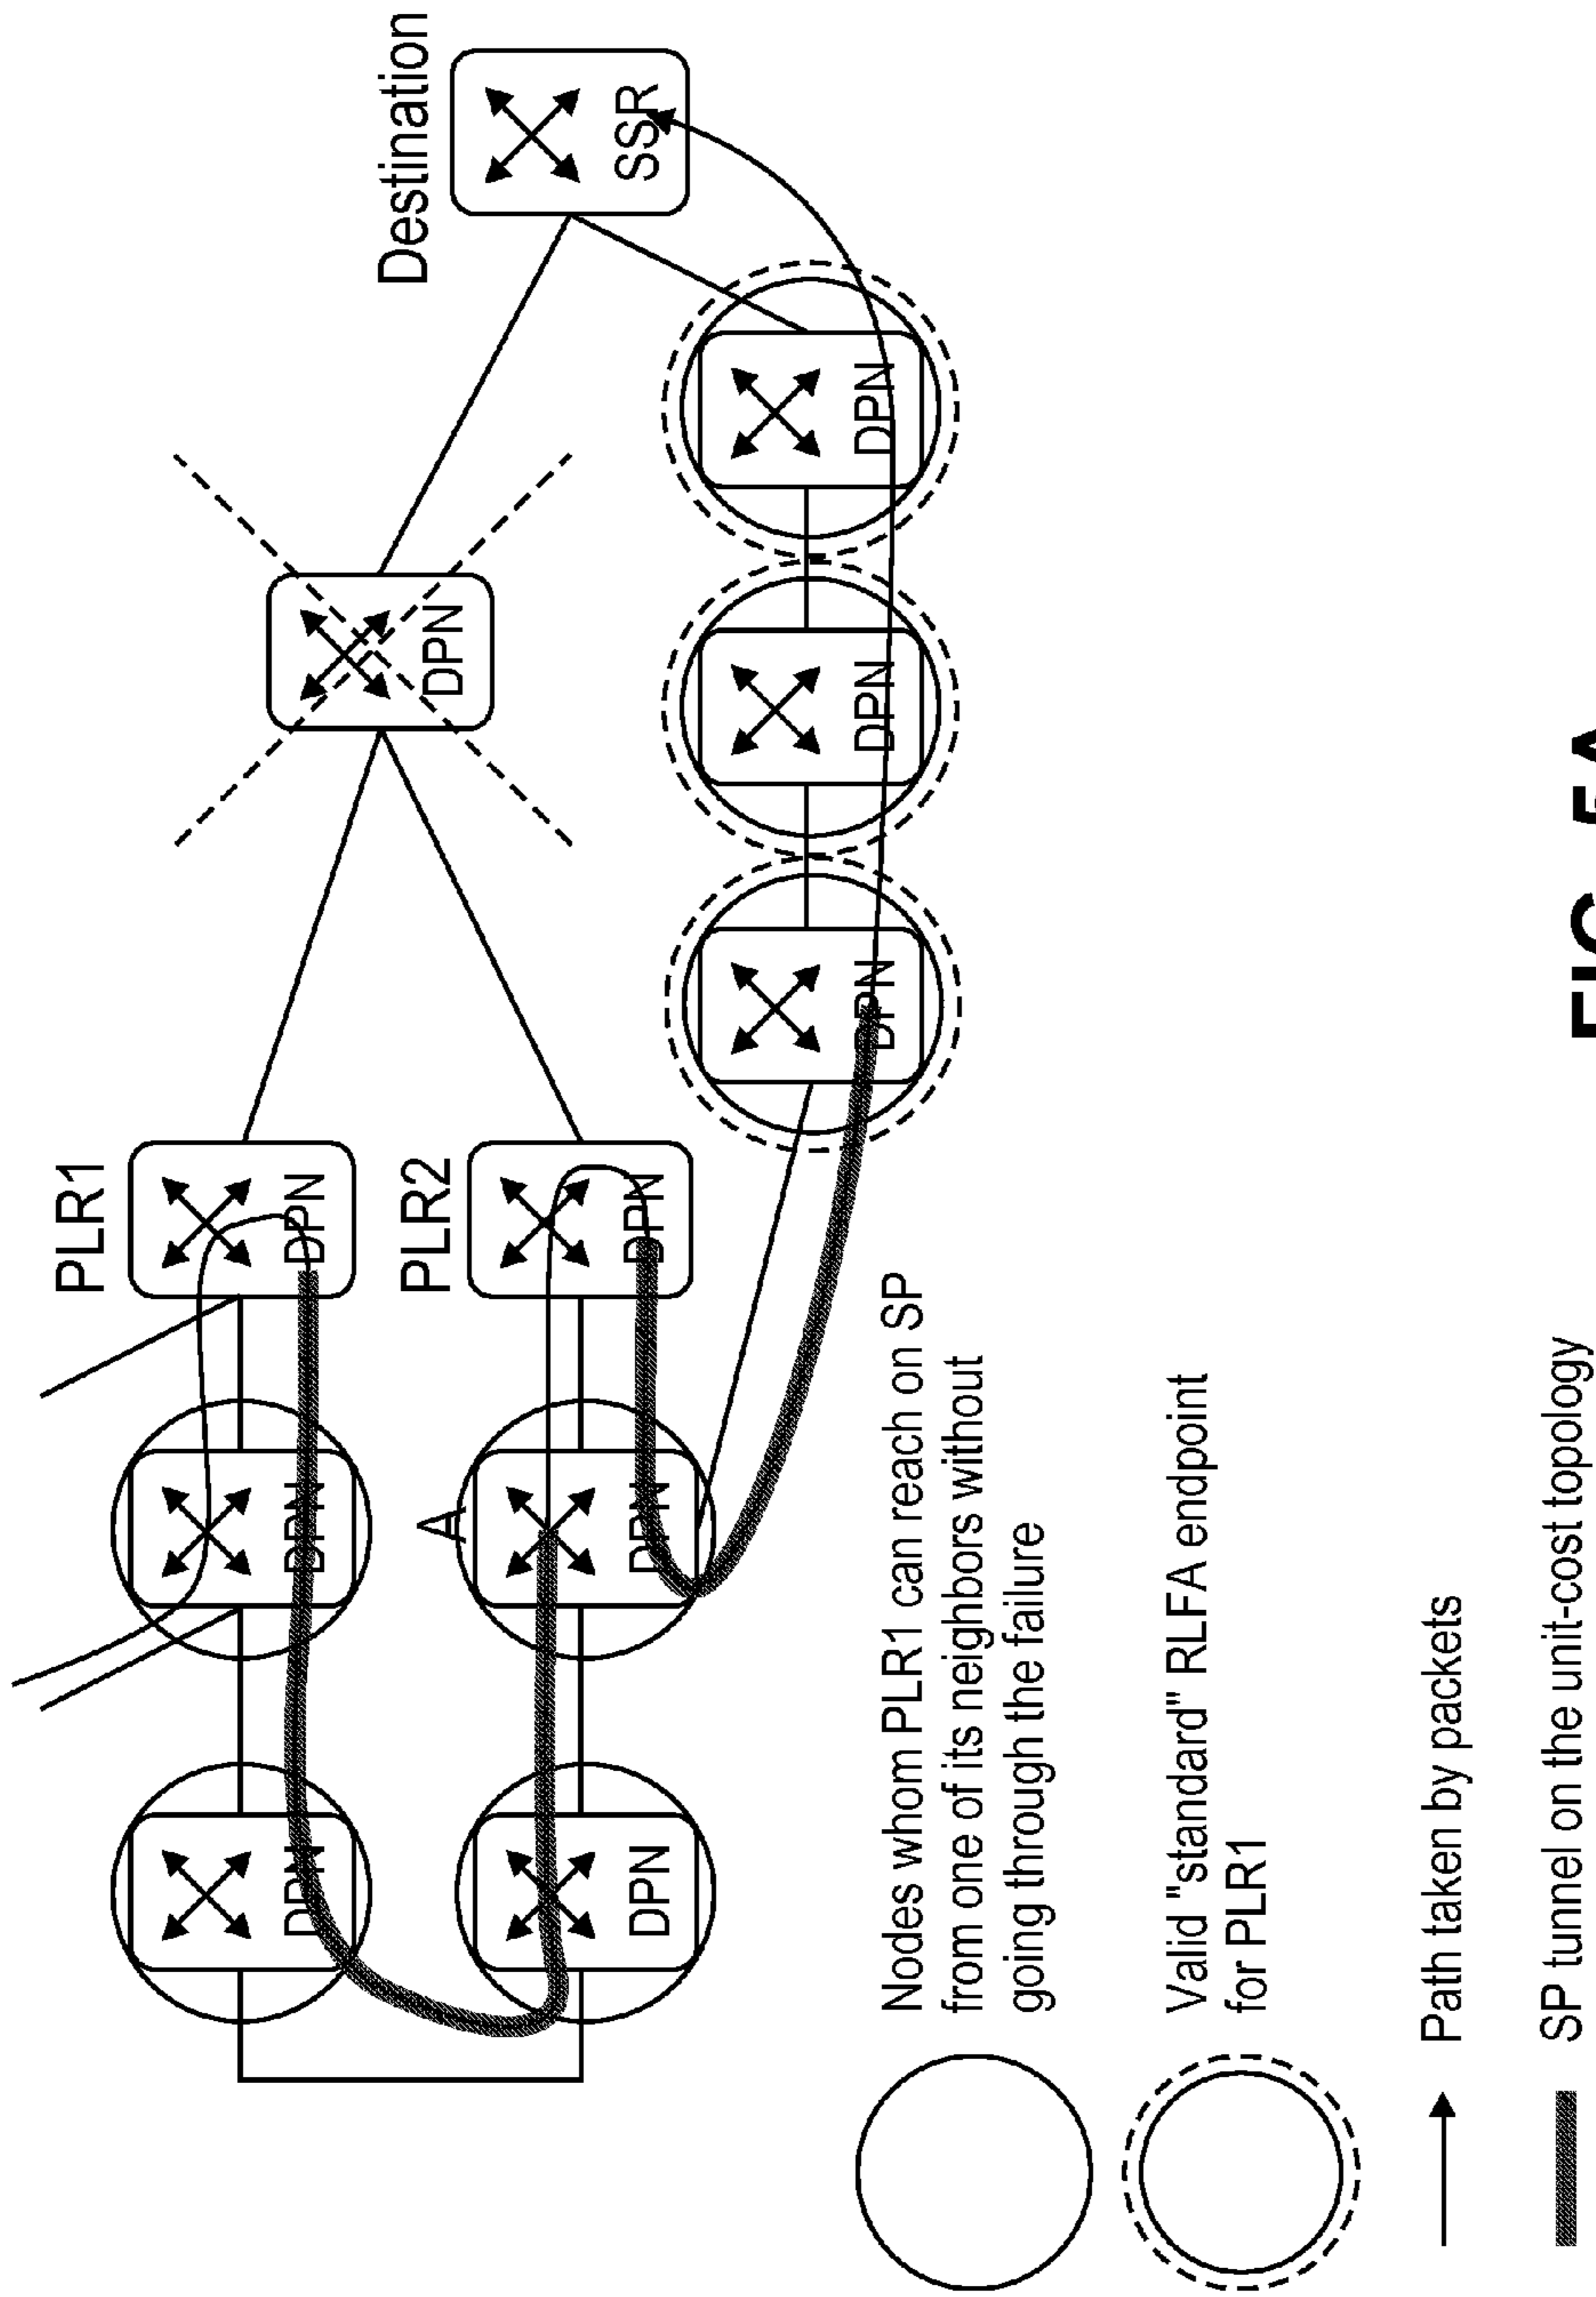 PLR1
DPN DPN DPN
Destination
PLR2
A
DPN
SSR
DPN DPN DPN
DPN DPN DPN
Nodes whom PLR1 can reach on SP
from one of its neighbors without
going through the failure
Valid "standard" RLFA endpoint
for PLR1
Path taken by packets
SP tunnel on the unit-cost topology
FIG. 5A